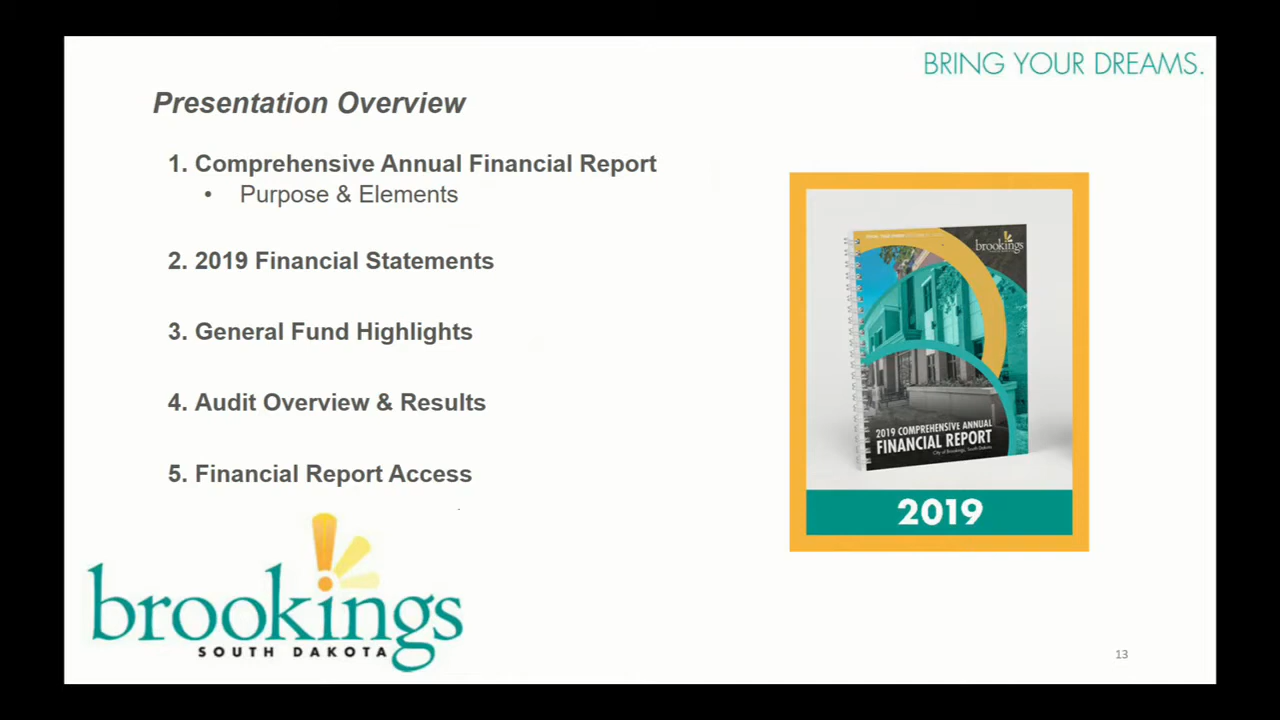 BRING YOUR DREAMS.
Presentation Overview
1. Comprehensive Annual Financial Report
• Purpose & Elements
2. 2019 Financial Statements
3. General Fund Highlights
4. Audit Overview & Results
5. Financial Report Access
brookings
2019 COMPREHENSIVE ANNUAL
FINANCIAL REPORT
City of Brookings, South Dakota
2019
brookings
SOUTH DAKOTA
13